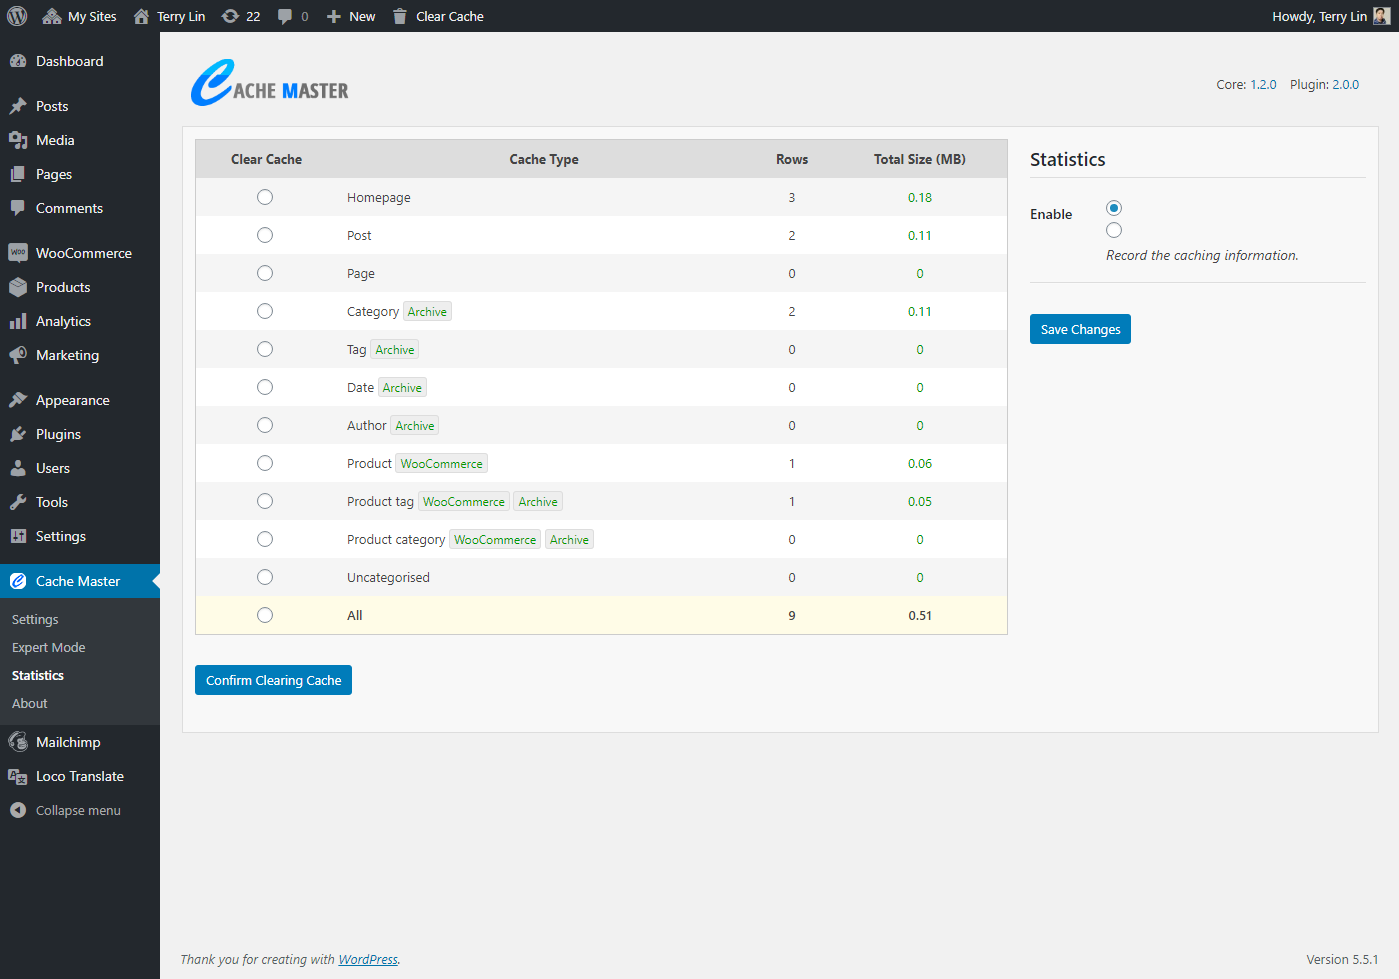 My Sites Terry Lin 22 0 New Clear Cache Howdy, Terry Lin
Dashboard
Posts
Media
Pages
Comments
WooCommerce
Products
Analytics
Marketing
Appearance
Plugins
Users
Tools
Settings
Cache Master
Settings
Expert Mode
Statistics
About
Mailchimp
Loco Translate
Collapse menu
CACHE MASTER
Core: 1.2.0 Plugin: 2.0.0
Clear Cache Cache Type Rows Total Size (MB)
Homepage 3 0.18
Post 2 0.11
Page 0 0
Category Archive 2 0.11
Tag Archive 0 0
Date Archive 0 0
Author Archive 0 0
Product WooCommerce 1 0.06
Product tag WooCommerce Archive 1 0.05
Product category WooCommerce Archive 0 0
Uncategorised 0 0
All 9 0.51
Confirm Clearing Cache
Statistics
Enable
Record the caching information.
Save Changes
Thank you for creating with WordPress.
Version 5.5.1